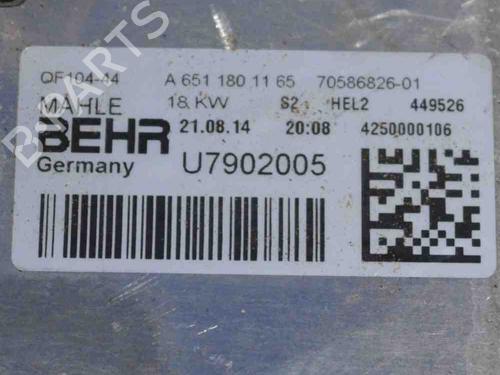 QF104-44 A 651 180 11 65 70586826-01
MAHLE 18 KW S2 HEL2 449526
BEHR 21.08.14 20:08 4250000106
Germany U7902005
B-PARTS